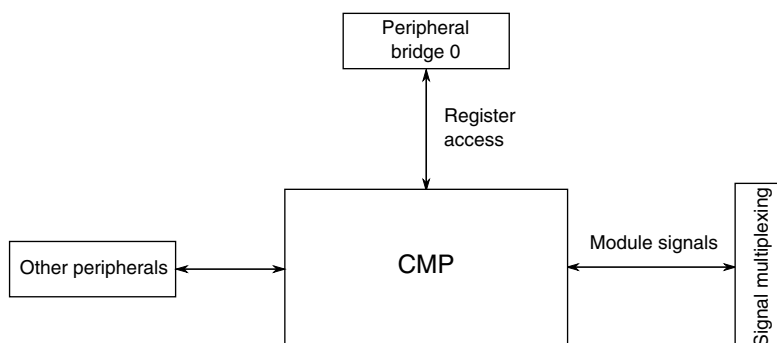 Peripheral
bridge 0
Register
access
Other peripherals
CMP
Module signals
Signal multiplexing